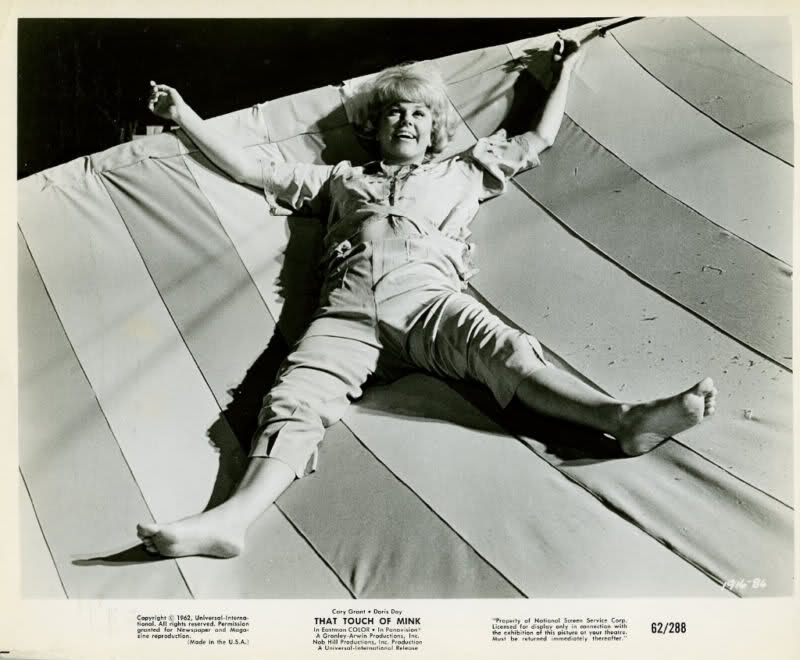 1916-86
Copyright © 1962, Universal-Interna-
tional. All rights reserved. Permission
granted for Newspaper and Maga-
zine reproduction.
(Made in the U.S.A.)
Cary Grant • Doris Day
THAT TOUCH OF MINK
In Eastman COLOR • In Panavision®
A Granley-Arwin Productions, Inc.
Nob Hill Productions, Inc. Production
A Universal-International Release
"Property of National Screen Service Corp.
Licensed for display only in connection with
the exhibition of this picture at your theatre.
Must be returned immediately thereafter."
62/288